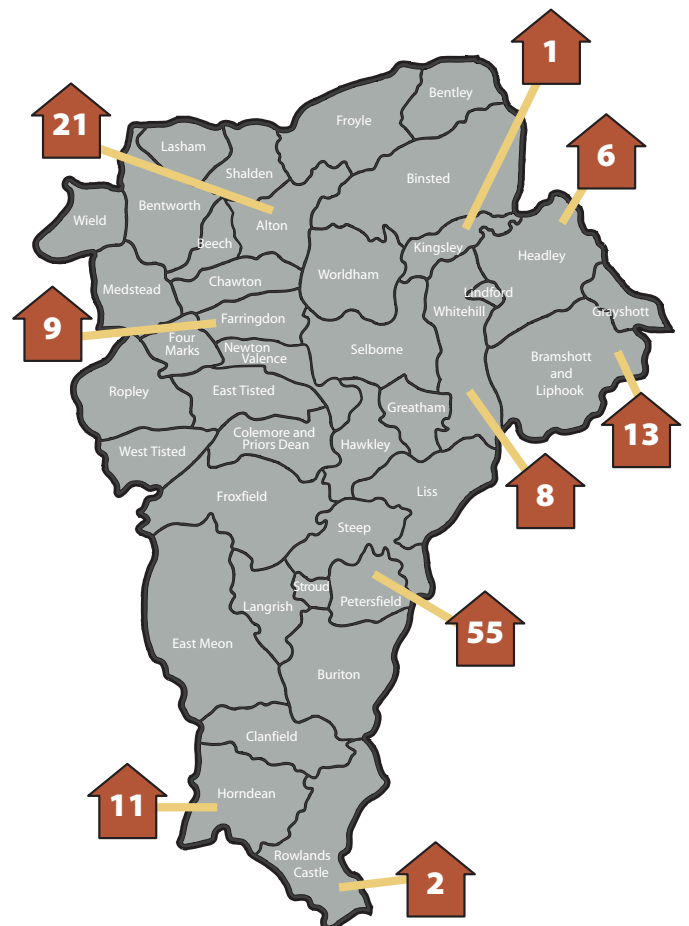 1
Bentley
21
Froyle
6
Lasham
Shalden
Binsted
Bentworth
Wield
Alton
Beech
Kingsley
Headley
Worldham
Chawton
Medstead
Lindford
Whitehill
Grayshott
9
Farringdon
Four
Marks
Newton
Valence
Selborne
Bramshott
and
Liphook
Ropley
East Tisted
Greatham
13
Colemore and
Priors Dean
Hawkley
West Tisted
8
Liss
Froxfield
Steep
Stroud
Petersfield
Langrish
55
East Meon
Buriton
Clanfield
11
Horndean
Rowlands
Castle
2